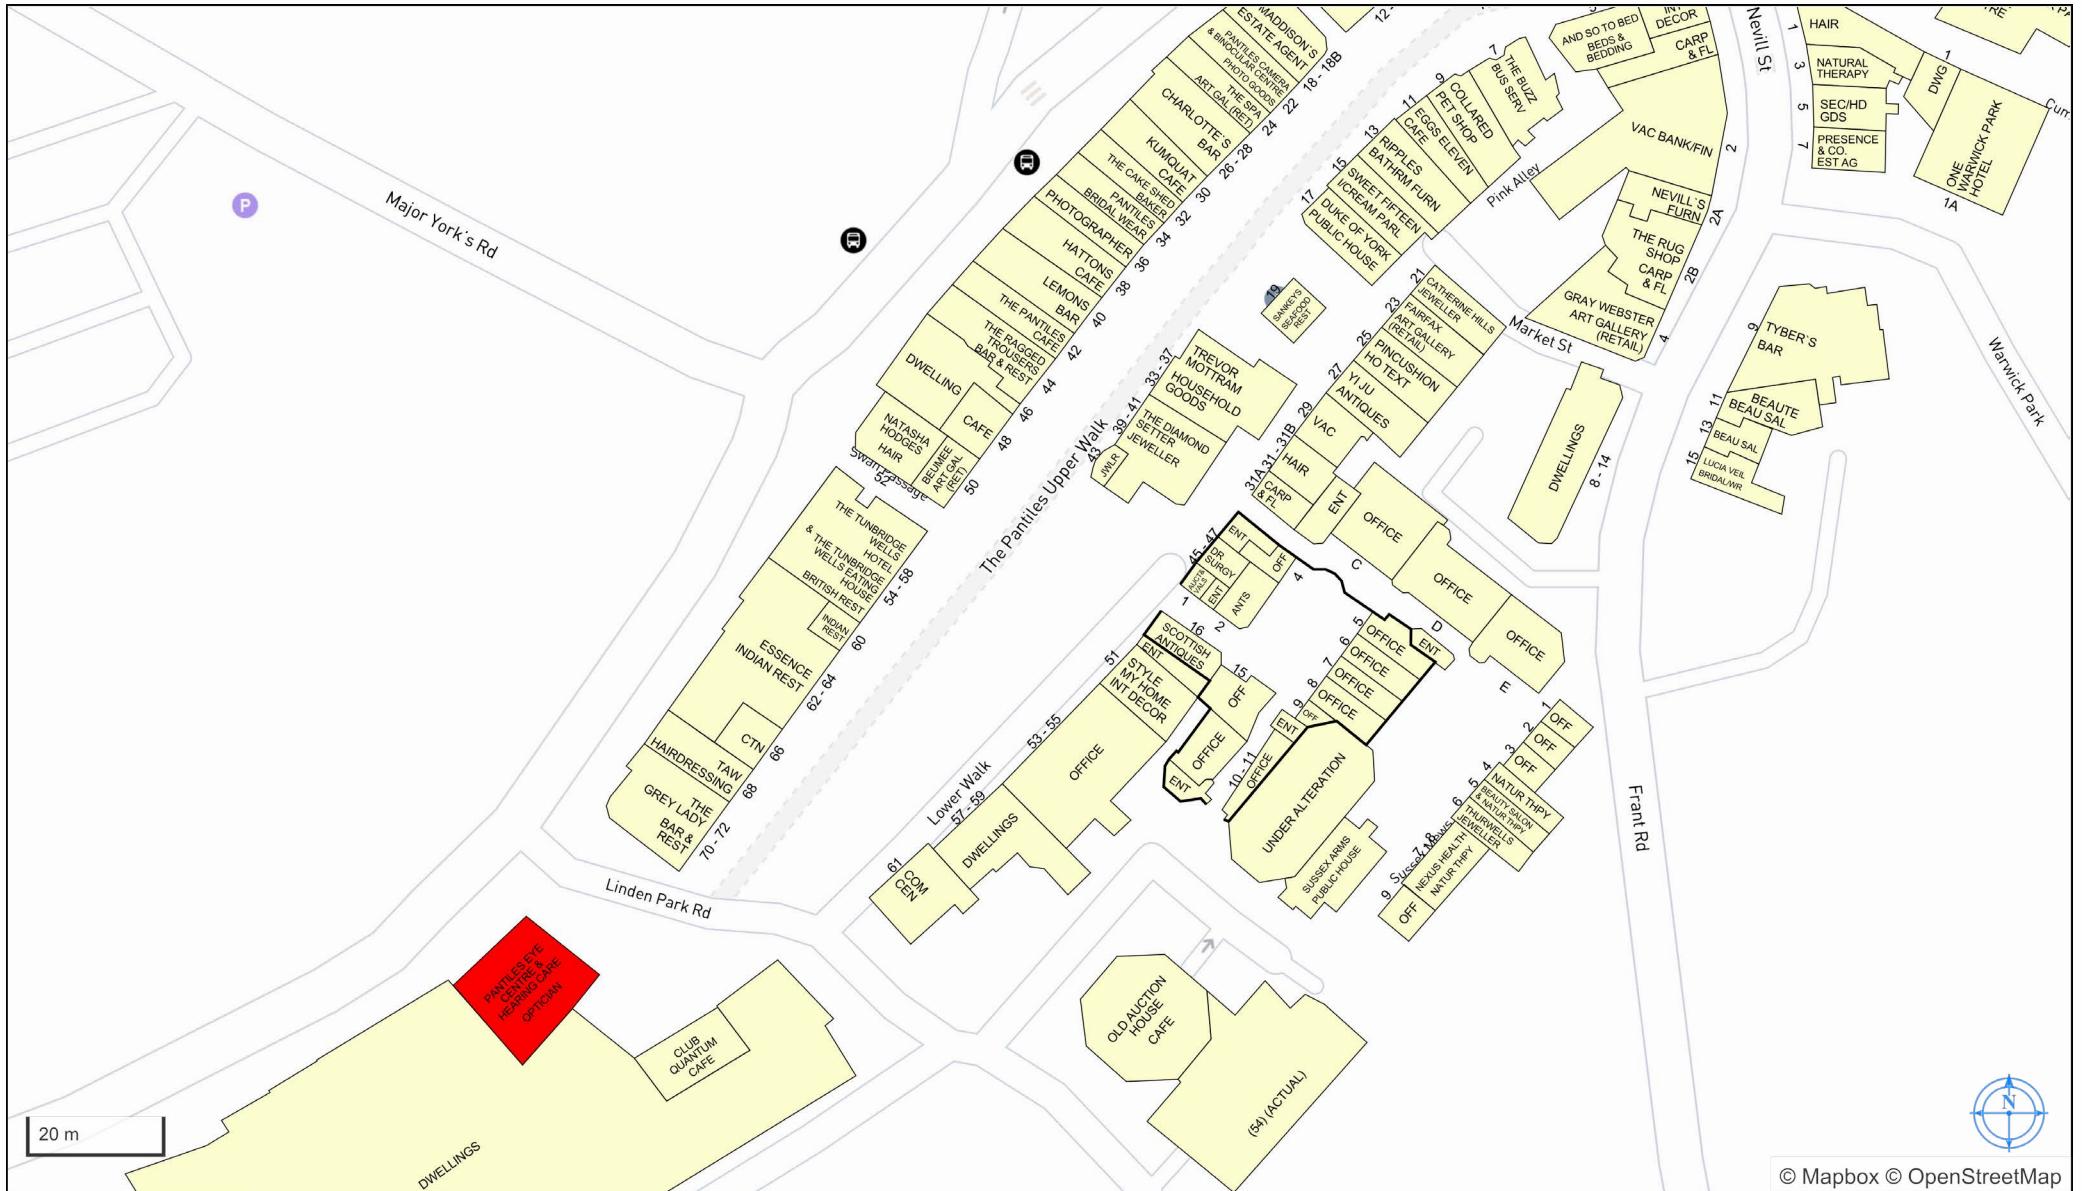 MADDISON'S
ESTATE AGENT
PANTILES CAMERA
& BINOCULAR CENTRE
PHOTO GOODS
THE SPA
ART GAL (RET)
CHARLOTTE'S
BAR
KUMQUAT
CAFE
THE CAKE SHED
BAKER
PANTILES
BRIDAL WEAR
PHOTOGRAPHER
HATTONS
CAFE
LEMONS
BAR
THE PANTILES
CAFE
THE RAGGED
TROUSERS
BAR & REST
DWELLING
CAFE
NATASHA
HODGES
HAIR
BEUMEE
ART GAL
(RET)
12-
18 - 18B
22
24
26 - 28
30
32
34
36
38
40
42
44
46
48
50
52
Swan Passage
THE TUNBRIDGE
WELLS
HOTEL
& THE TUNBRIDGE
WELLS EATING
HOUSE
BRITISH REST
54 - 58
INDIAN
REST
60
ESSENCE
INDIAN REST
62 - 64
CTN
66
TAW
HAIRDRESSING
68
THE
GREY LADY
BAR &
REST
70 - 72
Major York's Rd
P
The Pantiles Upper Walk
Lower Walk
Linden Park Rd
PANTILES EYE
CENTRE &
HEARING CARE
OPTICIAN
CLUB
QUANTUM
CAFE
DWELLINGS
7
THE BUZZ
BUS SERV
9
COLLARED
PET SHOP
11
EGGS ELEVEN
CAFE
13
RIPPLES
BATHRM FURN
15
SWEET FIFTEEN
I/CREAM PARL
17
DUKE OF YORK
PUBLIC HOUSE
19
SANKEYS
SEAFOOD
REST
21
CATHERINE HILLS
JEWELLER
23
FAIRFAX
ART GALLERY
(RETAIL)
25
PINCUSHION
HO TEXT
27
YI JU
ANTIQUES
29
VAC
31 - 31B
HAIR
31A
CARP
& FL
ENT
33 - 37
TREVOR
MOTTRAM
HOUSEHOLD
GOODS
39 - 41
THE DIAMOND
SETTER
JEWELLER
43
JWLR
45 - 47
ENT
DR
SURGY
AUCT&
VALS
ENT
ANTS
OFF
1
2
4
OFFICE
C
OFFICE
D
OFFICE
E
ENT
5
OFFICE
6
OFFICE
7
OFFICE
8
OFFICE
9
OFF
ENT
10 - 11
OFFICE
UNDER ALTERATION
SUSSEX ARMS
PUBLIC HOUSE
16
SCOTTISH
ANTIQUES
15
OFF
OFFICE
ENT
51
ENT
STYLE
MY HOME
INT DECOR
53 - 55
OFFICE
57 - 59
DWELLINGS
61
COM
CEN
OLD AUCTION
HOUSE
CAFE
(54) (ACTUAL)
Sussex Mews
1
OFF
2
OFF
3
OFF
4
NATUR THPY
5
BEAUTY SALON
& NATUR THPY
6
THURWELLS
JEWELLER
7 8
NEXUS HEALTH
NATUR THPY
9
OFF
AND SO TO BED
BEDS &
BEDDING
INT
DECOR
CARP
& FL
VAC BANK/FIN
2
NEVILL'S
FURN
2A
THE RUG
SHOP
CARP
& FL
2B
GRAY WEBSTER
ART GALLERY
(RETAIL)
4
Pink Alley
Market St
Nevill St
DWELLINGS
8 - 14
Frant Rd
1
HAIR
3
NATURAL
THERAPY
5
SEC/HD
GDS
7
PRESENCE
& CO.
EST AG
1
DWG
ONE
WARWICK PARK
HOTEL
1A
9
TYBER'S
BAR
11
BEAUTE
BEAU SAL
13
BEAU SAL
15
LUCIA VEIL
BRIDAL/WR
Warwick Park
20 m
N
© Mapbox © OpenStreetMap